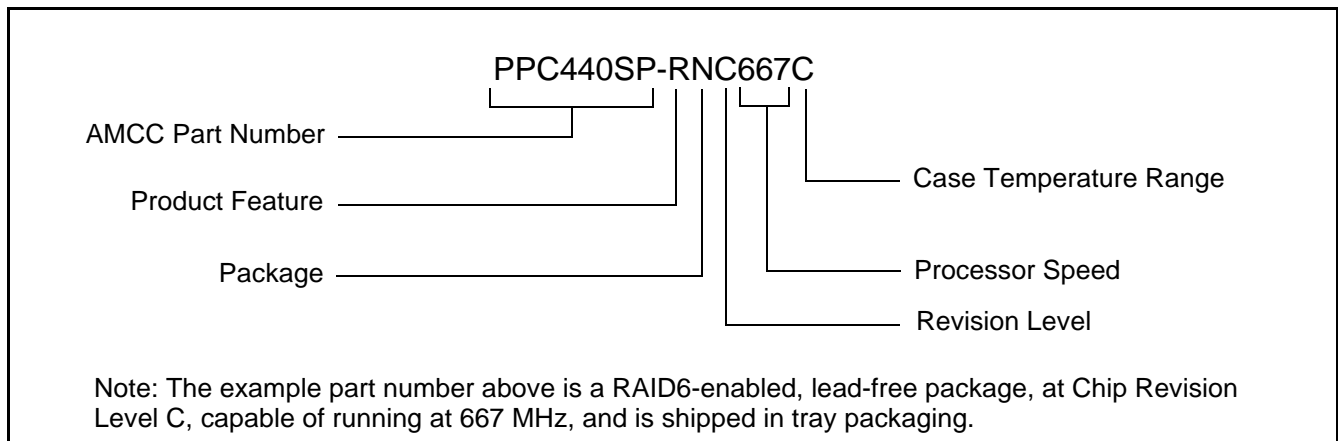 PPC440SP-RNC667C
AMCC Part Number
Product Feature
Package
Case Temperature Range
Processor Speed
Revision Level
Note: The example part number above is a RAID6-enabled, lead-free package, at Chip Revision
Level C, capable of running at 667 MHz, and is shipped in tray packaging.